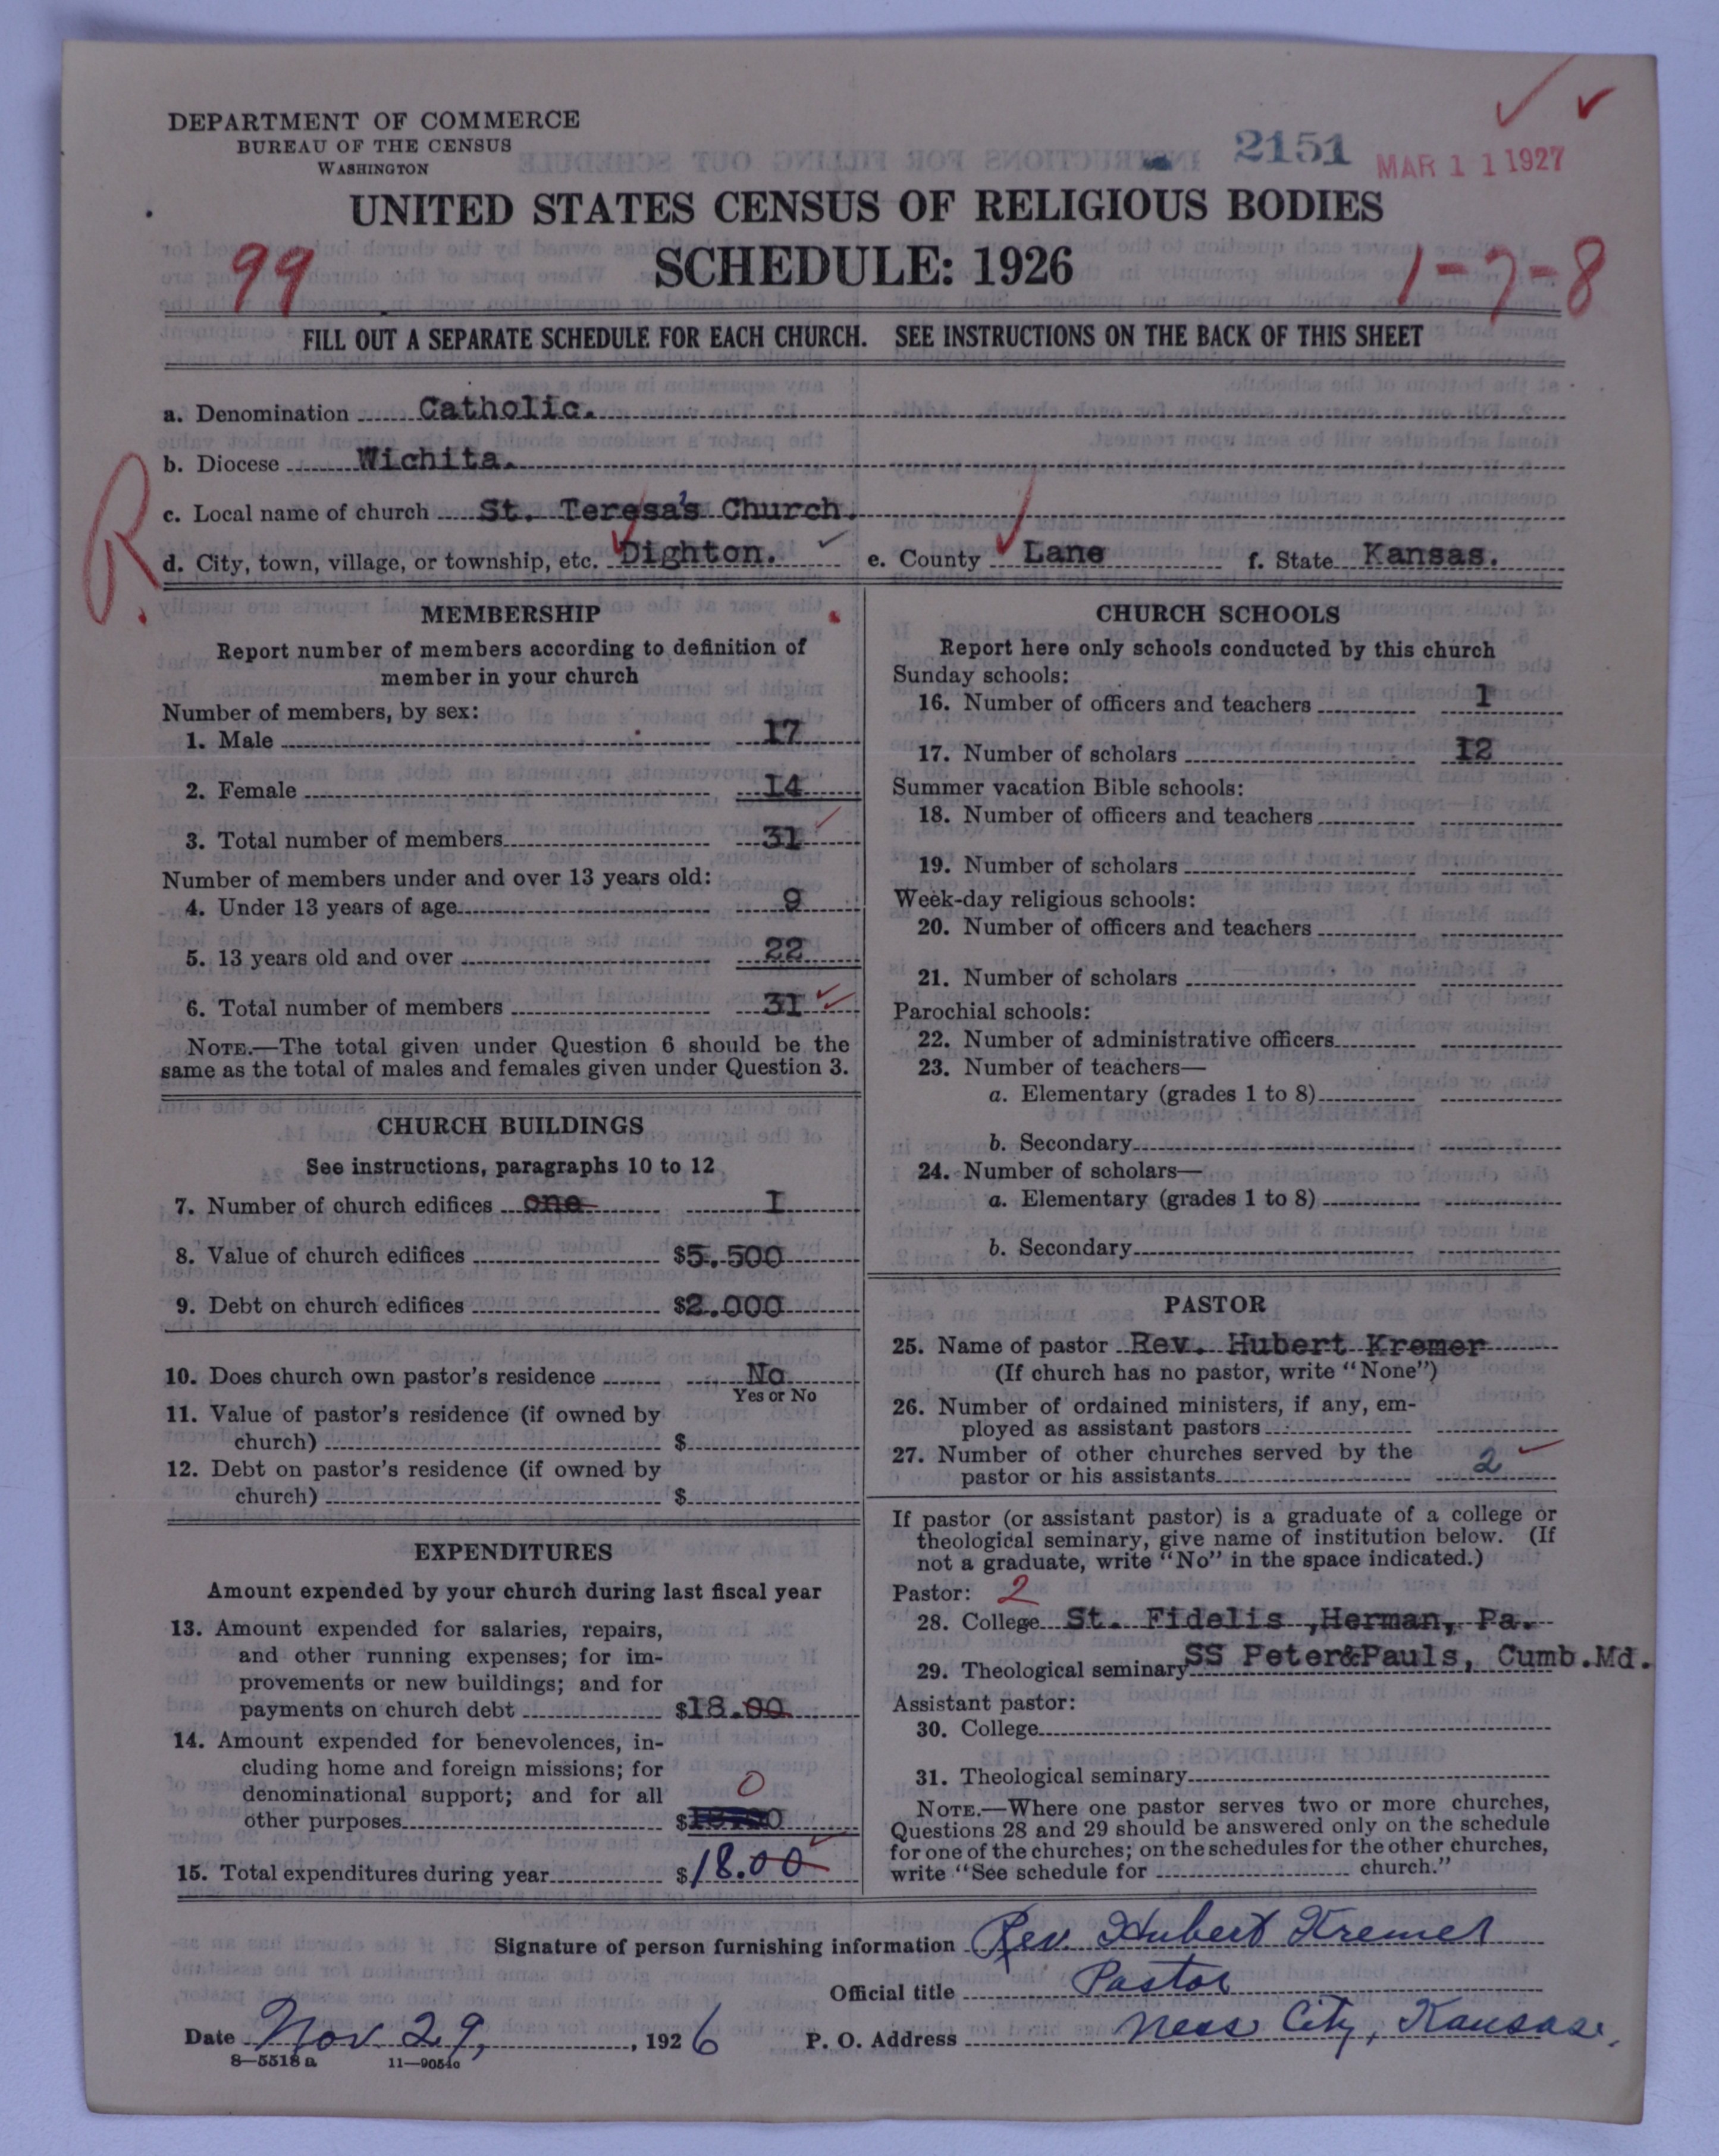 DEPARTMENT OF COMMERCE
BUREAU OF THE CENSUS
WASHINGTON
2151
MAR 11 1927
UNITED STATES CENSUS OF RELIGIOUS BODIES
99
SCHEDULE: 1926
1-7-8
FILL OUT A SEPARATE SCHEDULE FOR EACH CHURCH. SEE INSTRUCTIONS ON THE BACK OF THIS SHEET
a. Denomination Catholic.
b. Diocese Wichita.
R.
c. Local name of church St. Teresa's Church.
d. City, town, village, or township, etc. Dighton. e. County Lane f. State Kansas.
MEMBERSHIP
Report number of members according to definition of
member in your church
Number of members, by sex:
1. Male 17
2. Female 14
3. Total number of members 31
Number of members under and over 13 years old:
4. Under 13 years of age 9
5. 13 years old and over 22
6. Total number of members 31
NOTE.—The total given under Question 6 should be the
same as the total of males and females given under Question 3.
CHURCH BUILDINGS
See instructions, paragraphs 10 to 12
7. Number of church edifices one I
8. Value of church edifices $5.500
9. Debt on church edifices $2.000
10. Does church own pastor's residence No
Yes or No
11. Value of pastor's residence (if owned by
church) $
12. Debt on pastor's residence (if owned by
church) $
EXPENDITURES
Amount expended by your church during last fiscal year
13. Amount expended for salaries, repairs,
and other running expenses; for im-
provements or new buildings; and for
payments on church debt $18.00
14. Amount expended for benevolences, in-
cluding home and foreign missions; for
denominational support; and for all 0
other purposes $
15. Total expenditures during year $18.00
CHURCH SCHOOLS
Report here only schools conducted by this church
Sunday schools:
16. Number of officers and teachers 1
17. Number of scholars 12
Summer vacation Bible schools:
18. Number of officers and teachers
19. Number of scholars
Week-day religious schools:
20. Number of officers and teachers
21. Number of scholars
Parochial schools:
22. Number of administrative officers
23. Number of teachers—
a. Elementary (grades 1 to 8)
b. Secondary
24. Number of scholars—
a. Elementary (grades 1 to 8)
b. Secondary
PASTOR
25. Name of pastor Rev. Hubert Kremer
(If church has no pastor, write "None")
26. Number of ordained ministers, if any, em-
ployed as assistant pastors
27. Number of other churches served by the
pastor or his assistants 2
If pastor (or assistant pastor) is a graduate of a college or
theological seminary, give name of institution below. (If
not a graduate, write "No" in the space indicated.)
Pastor: 2
28. College St. Fidelis ,Herman, Pa.
29. Theological seminary SS Peter&Pauls, Cumb.Md.
Assistant pastor:
30. College
31. Theological seminary
NOTE.—Where one pastor serves two or more churches,
Questions 28 and 29 should be answered only on the schedule
for one of the churches; on the schedules for the other churches,
write "See schedule for church."
Signature of person furnishing information Rev. Hubert Kremer
Official title Pastor
Date Nov. 29, 1926 P. O. Address Ness City, Kansas.
8—5518 a 11—9054c